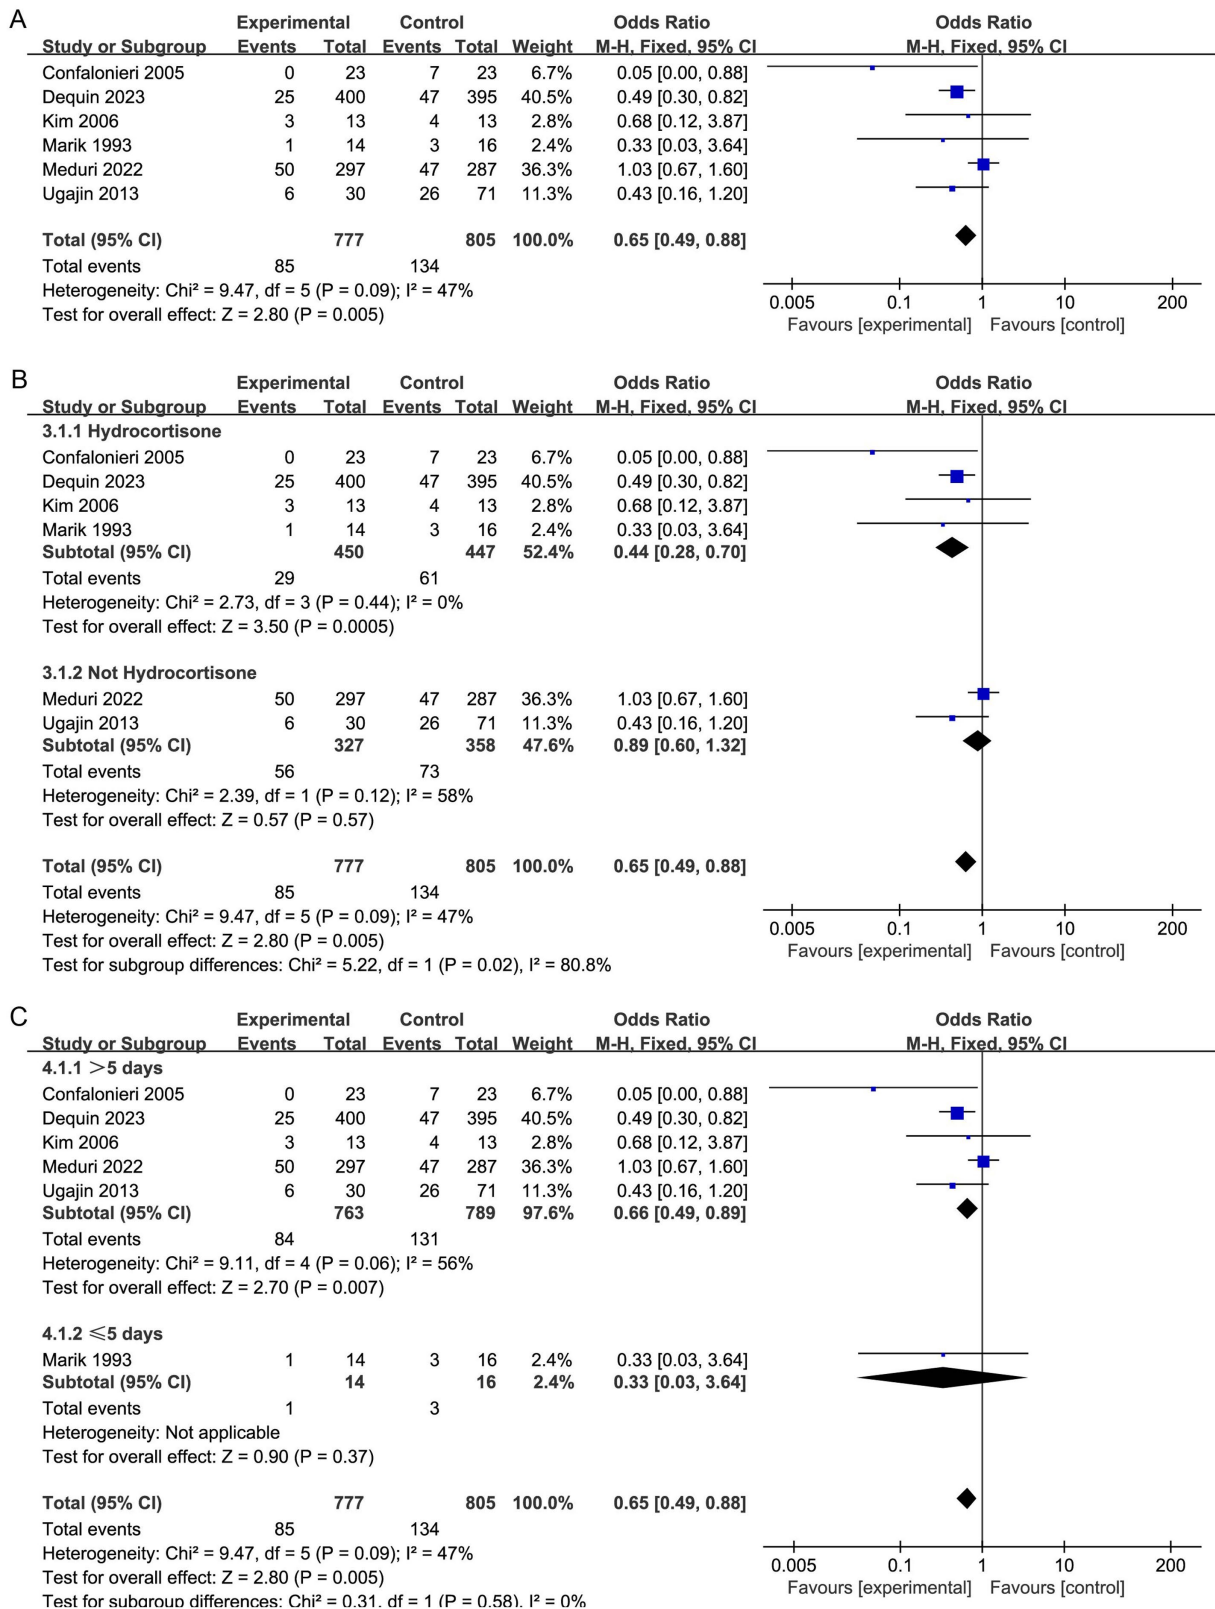 A
Experimental Control Odds Ratio Odds Ratio
Study or Subgroup Events Total Events Total Weight M-H, Fixed, 95% CI M-H, Fixed, 95% CI
Confalonieri 2005 0 23 7 23 6.7% 0.05 [0.00, 0.88]
Dequin 2023 25 400 47 395 40.5% 0.49 [0.30, 0.82]
Kim 2006 3 13 4 13 2.8% 0.68 [0.12, 3.87]
Marik 1993 1 14 3 16 2.4% 0.33 [0.03, 3.64]
Meduri 2022 50 297 47 287 36.3% 1.03 [0.67, 1.60]
Ugajin 2013 6 30 26 71 11.3% 0.43 [0.16, 1.20]
Total (95% CI) 777 805 100.0% 0.65 [0.49, 0.88]
Total events 85 134
Heterogeneity: Chi² = 9.47, df = 5 (P = 0.09); I² = 47%
Test for overall effect: Z = 2.80 (P = 0.005)
0.005 0.1 1 10 200
Favours [experimental] Favours [control]
B
Experimental Control Odds Ratio Odds Ratio
Study or Subgroup Events Total Events Total Weight M-H, Fixed, 95% CI M-H, Fixed, 95% CI
3.1.1 Hydrocortisone
Confalonieri 2005 0 23 7 23 6.7% 0.05 [0.00, 0.88]
Dequin 2023 25 400 47 395 40.5% 0.49 [0.30, 0.82]
Kim 2006 3 13 4 13 2.8% 0.68 [0.12, 3.87]
Marik 1993 1 14 3 16 2.4% 0.33 [0.03, 3.64]
Subtotal (95% CI) 450 447 52.4% 0.44 [0.28, 0.70]
Total events 29 61
Heterogeneity: Chi² = 2.73, df = 3 (P = 0.44); I² = 0%
Test for overall effect: Z = 3.50 (P = 0.0005)
3.1.2 Not Hydrocortisone
Meduri 2022 50 297 47 287 36.3% 1.03 [0.67, 1.60]
Ugajin 2013 6 30 26 71 11.3% 0.43 [0.16, 1.20]
Subtotal (95% CI) 327 358 47.6% 0.89 [0.60, 1.32]
Total events 56 73
Heterogeneity: Chi² = 2.39, df = 1 (P = 0.12); I² = 58%
Test for overall effect: Z = 0.57 (P = 0.57)
Total (95% CI) 777 805 100.0% 0.65 [0.49, 0.88]
Total events 85 134
Heterogeneity: Chi² = 9.47, df = 5 (P = 0.09); I² = 47%
Test for overall effect: Z = 2.80 (P = 0.005)
Test for subgroup differences: Chi² = 5.22, df = 1 (P = 0.02), I² = 80.8%
0.005 0.1 1 10 200
Favours [experimental] Favours [control]
C
Experimental Control Odds Ratio Odds Ratio
Study or Subgroup Events Total Events Total Weight M-H, Fixed, 95% CI M-H, Fixed, 95% CI
4.1.1 ＞5 days
Confalonieri 2005 0 23 7 23 6.7% 0.05 [0.00, 0.88]
Dequin 2023 25 400 47 395 40.5% 0.49 [0.30, 0.82]
Kim 2006 3 13 4 13 2.8% 0.68 [0.12, 3.87]
Meduri 2022 50 297 47 287 36.3% 1.03 [0.67, 1.60]
Ugajin 2013 6 30 26 71 11.3% 0.43 [0.16, 1.20]
Subtotal (95% CI) 763 789 97.6% 0.66 [0.49, 0.89]
Total events 84 131
Heterogeneity: Chi² = 9.11, df = 4 (P = 0.06); I² = 56%
Test for overall effect: Z = 2.70 (P = 0.007)
4.1.2 ⩽5 days
Marik 1993 1 14 3 16 2.4% 0.33 [0.03, 3.64]
Subtotal (95% CI) 14 16 2.4% 0.33 [0.03, 3.64]
Total events 1 3
Heterogeneity: Not applicable
Test for overall effect: Z = 0.90 (P = 0.37)
Total (95% CI) 777 805 100.0% 0.65 [0.49, 0.88]
Total events 85 134
Heterogeneity: Chi² = 9.47, df = 5 (P = 0.09); I² = 47%
Test for overall effect: Z = 2.80 (P = 0.005)
Test for subgroup differences: Chi² = 0.31, df = 1 (P = 0.58), I² = 0%
0.005 0.1 1 10 200
Favours [experimental] Favours [control]